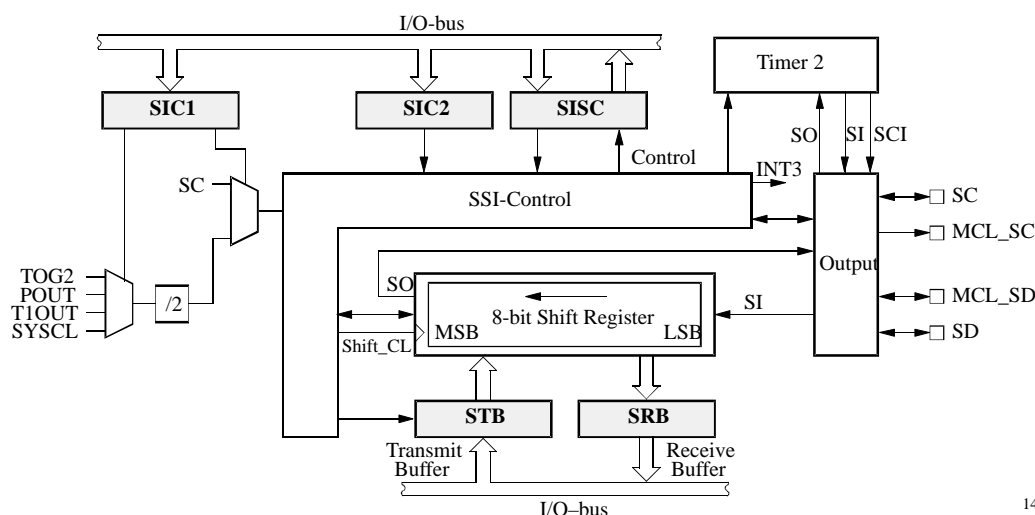 I/O-bus
Timer 2
SIC1
SIC2
SISC
SO
SI
SCI
Control
INT3
SC
SSI-Control
SC
MCL_SC
Output
TOG2
POUT
T1OUT
SYSCL
/2
SO
SI
MCL_SD
SD
8-bit Shift Register
MSB
LSB
Shift_CL
STB
SRB
Transmit
Buffer
Receive
Buffer
I/O–bus
14